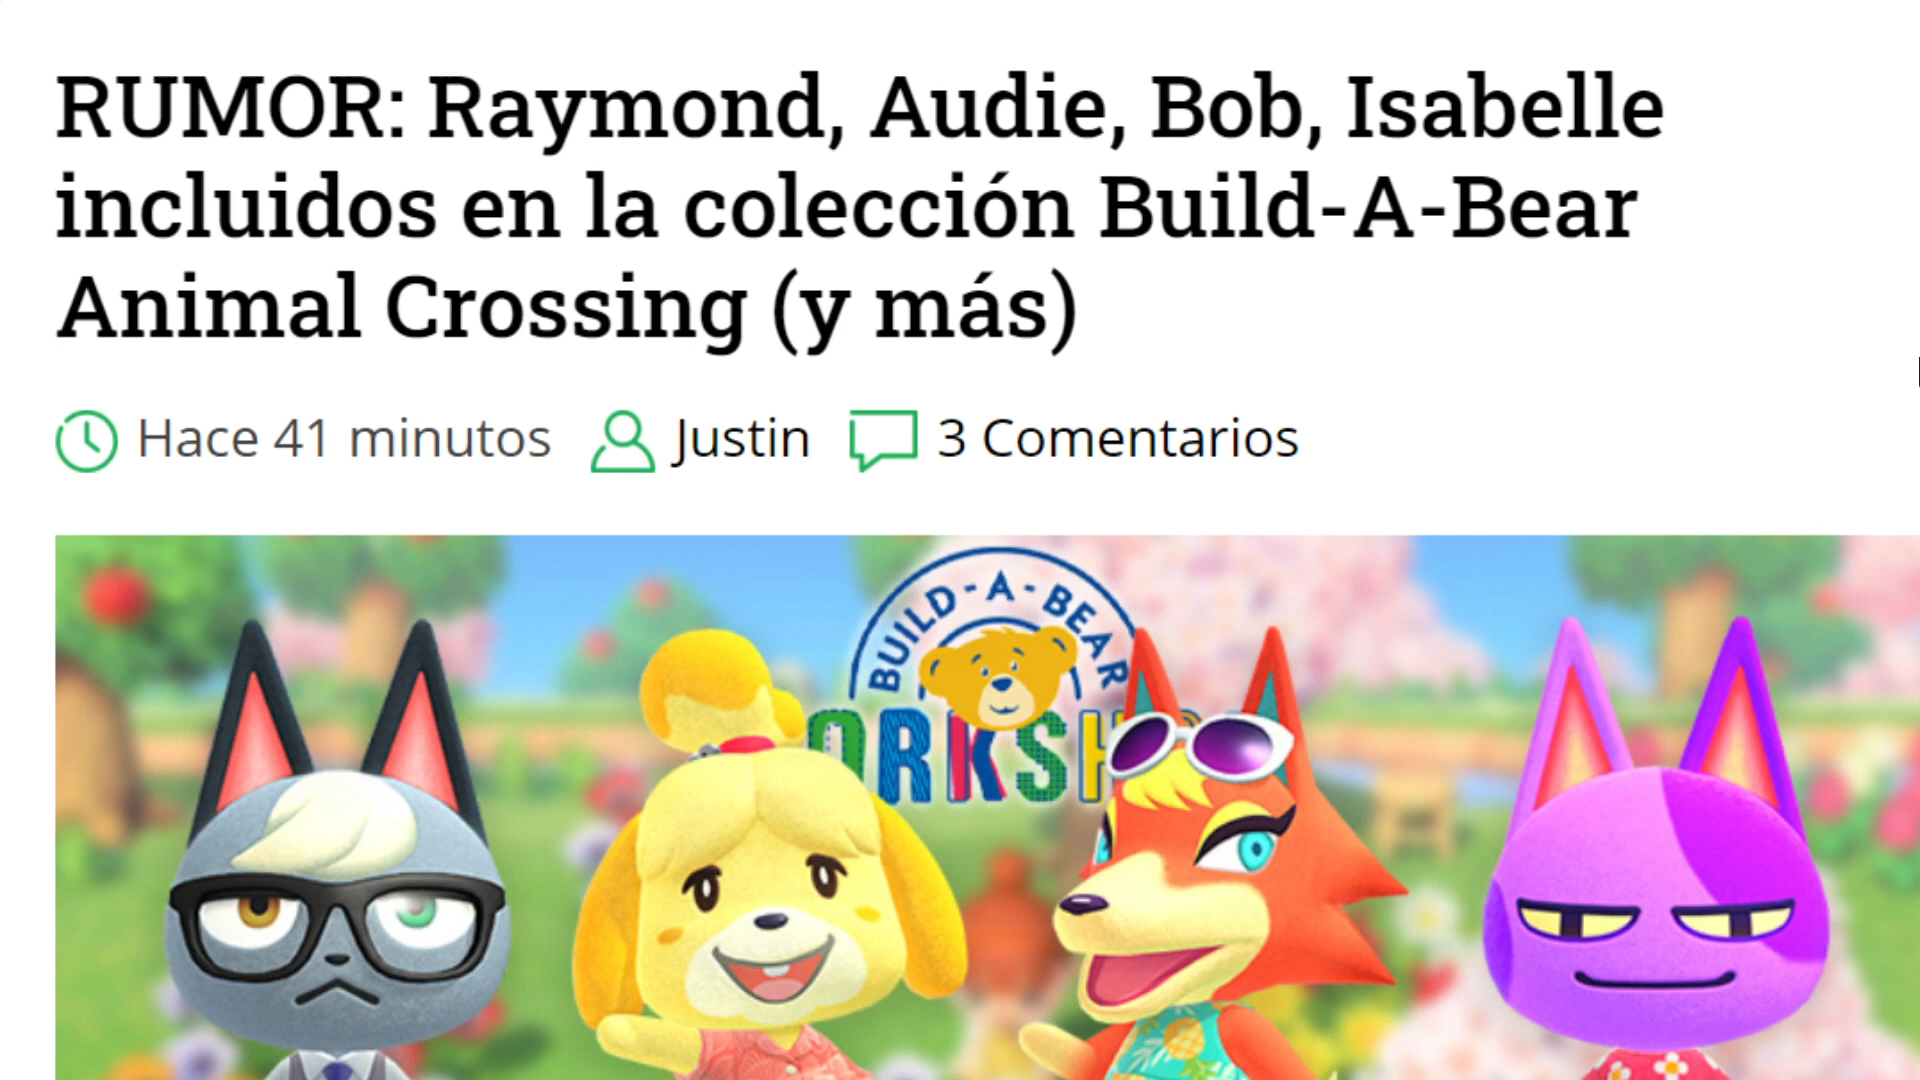 RUMOR: Raymond, Audie, Bob, Isabelle
incluidos en la colección Build-A-Bear
Animal Crossing (y más)
Hace 41 minutos Justin 3 Comentarios
BUILD-A-BEAR
ORKSH